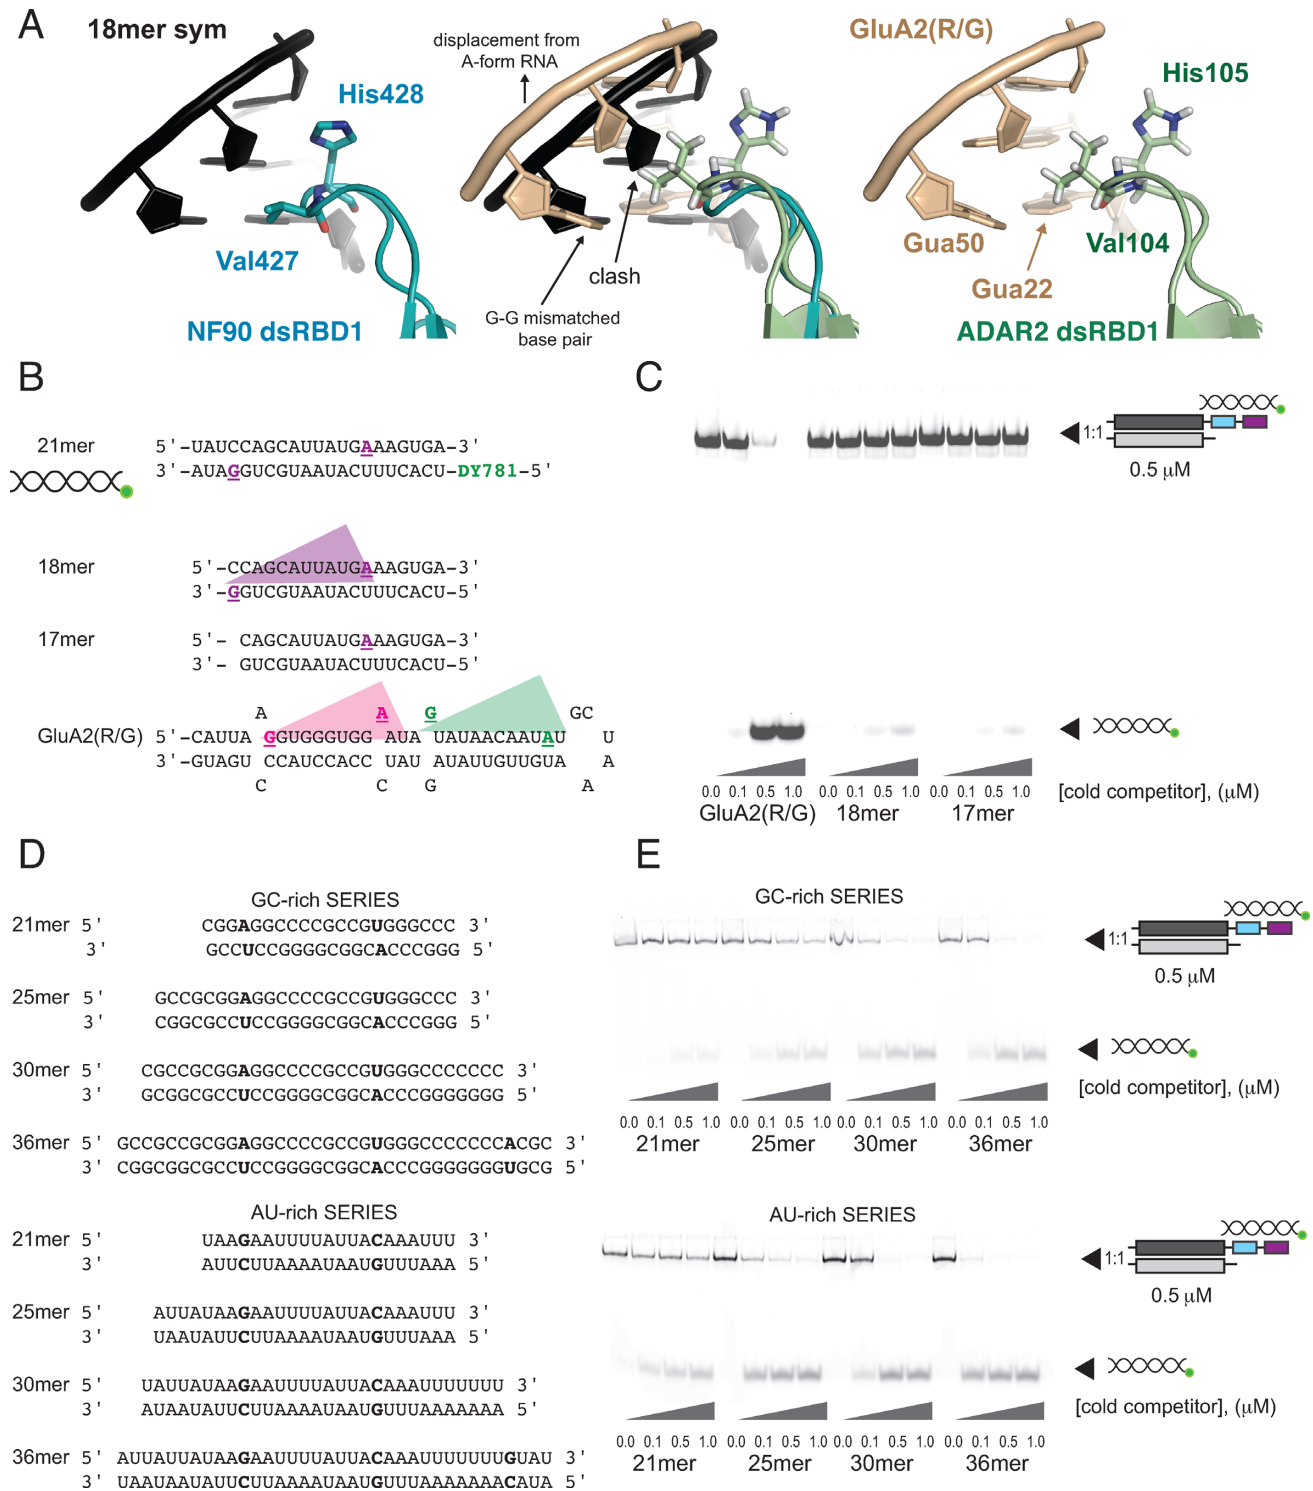 A
18mer sym
displacement from
A-form RNA
GluA2(R/G)
His428
His105
Val427
clash
Gua50
Val104
Gua22
G-G mismatched
base pair
NF90 dsRBD1
ADAR2 dsRBD1
B
21mer
5'-UAUCCAGCAUUAUGAAAGUGA-3'
3'-AUAGGUCGUAAUACUUUCACU-DY781-5'
18mer
5'-CCAGCAUUAUGAAAGUGA-3'
3'-GGUCGUAAUACUUUCACU-5'
17mer
5'- CAGCAUUAUGAAAGUGA-3'
3'- GUCGUAAUACUUUCACU-5'
A A G GC
GluA2(R/G) 5'-CAUUA GGUGGGUGG AUA UAUAACAAUAU U
3'-GUAGU CCAUCCACC UAU AUAUUGUUGUA A
C C G A
C
1:1
0.5 µM
0.0 0.1 0.5 1.0 0.0 0.1 0.5 1.0 0.0 0.1 0.5 1.0
[cold competitor], (µM)
GluA2(R/G) 18mer 17mer
D
GC-rich SERIES
21mer 5' CGGAGGCCCCGCCGUGGGCCC 3'
3' GCCUCCGGGGCGGCACCCGGG 5'
25mer 5' GCCGCGGAGGCCCCGCCGUGGGCCC 3'
3' CGGCGCCUCCGGGGCGGCACCCGGG 5'
30mer 5' CGCCGCGGAGGCCCCGCCGUGGGCCCCCCC 3'
3' GCGGCGCCUCCGGGGCGGCACCCGGGGGGG 5'
36mer 5' GCCGCCGCGGAGGCCCCGCCGUGGGCCCCCCCACGC 3'
3' CGGCGGCGCCUCCGGGGCGGCACCCGGGGGGGUGCG 5'
AU-rich SERIES
21mer 5' UAAGAAUUUUAUUACAAAUUU 3'
3' AUUCUUAAAAUAAUGUUUAAA 5'
25mer 5' AUUAUAAGAAUUUUAUUACAAAUUU 3'
3' UAAUAUUCUUAAAAUAAUGUUUAAA 5'
30mer 5' UAUUAUAAGAAUUUUAUUACAAAUUUUUUU 3'
3' AUAAUAUUCUUAAAAUAAUGUUUAAAAAAA 5'
36mer 5' AUUAUUAUAAGAAUUUUAUUACAAAUUUUUUUGUAU 3'
3' UAAUAAUAUUCUUAAAAUAAUGUUUAAAAAAACAUA 5'
E
GC-rich SERIES
1:1
0.5 µM
[cold competitor], (µM)
0.0 0.1 0.5 1.0 0.0 0.1 0.5 1.0 0.0 0.1 0.5 1.0 0.0 0.1 0.5 1.0
21mer 25mer 30mer 36mer
AU-rich SERIES
1:1
0.5 µM
[cold competitor], (µM)
0.0 0.1 0.5 1.0 0.0 0.1 0.5 1.0 0.0 0.1 0.5 1.0 0.0 0.1 0.5 1.0
21mer 25mer 30mer 36mer